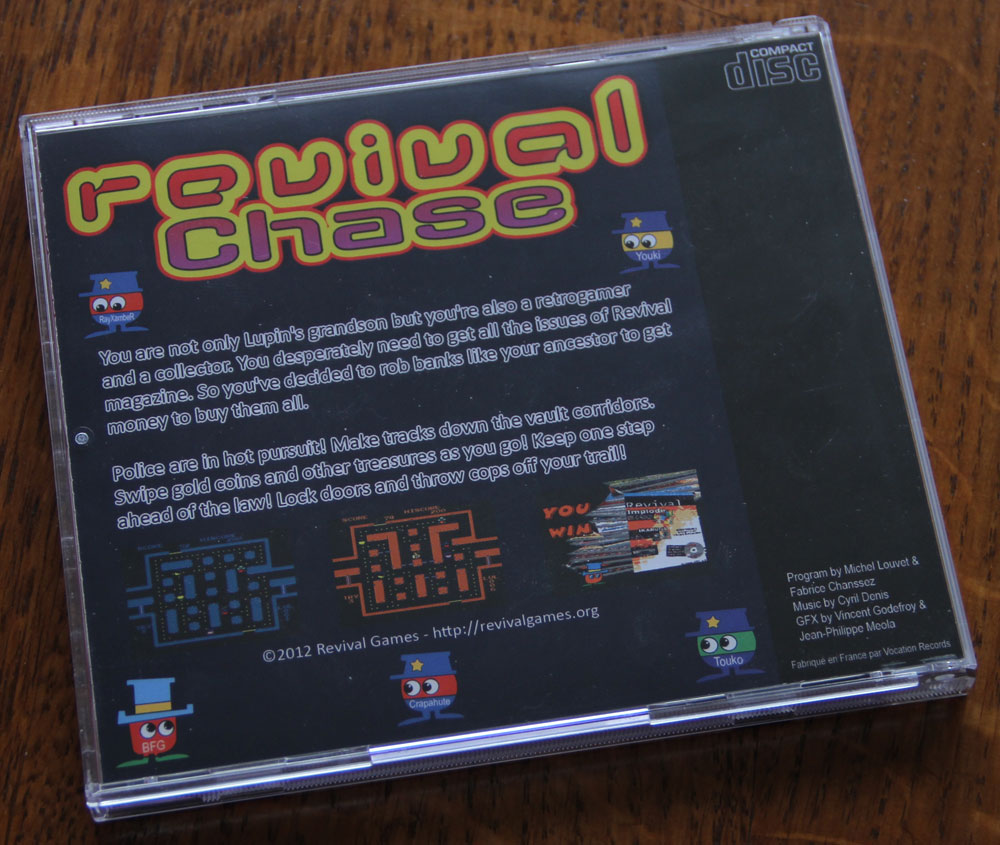 COMPACT
disc
revival
Chase
Youki
RayXambeR
You are not only Lupin's grandson but you're also a retrogamer
and a collector. You desperately need to get all the issues of Revival
magazine. So you've decided to rob banks like your ancestor to get
money to buy them all.
Police are in hot pursuit! Make tracks down the vault corridors.
Swipe gold coins and other treasures as you go! Keep one step
ahead of the law! Lock doors and throw cops off your trail!
YOU
WIN
Revival
Implode
©2012 Revival Games - http://revivalgames.org
Program by Michel Louvet &
Fabrice Chanssez
Music by Cyril Denis
GFX by Vincent Godefroy &
Jean-Philippe Meola
Fabriqué en France par Vocation Records
Touko
Crapahute
BFG